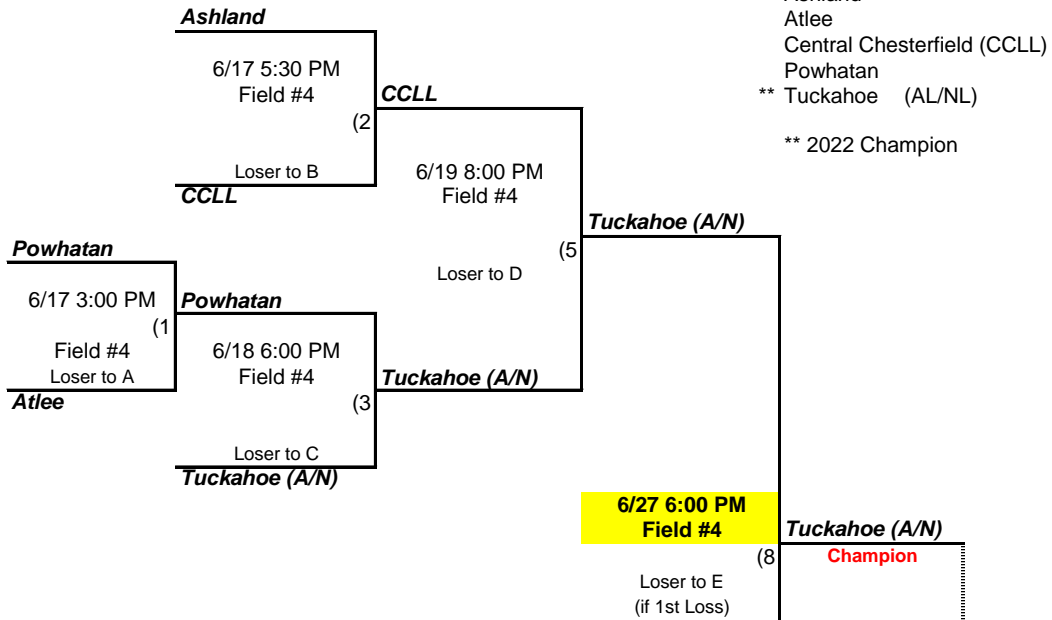 Ashland
Ashland
Atlee
Central Chesterfield (CCLL)
Powhatan
** Tuckahoe (AL/NL)
** 2022 Champion
6/17 5:30 PM
Field #4
CCLL
(2
Loser to B
CCLL
6/19 8:00 PM
Field #4
Tuckahoe (A/N)
(5
Loser to D
Powhatan
6/17 3:00 PM
Powhatan
(1
Field #4
Loser to A
Atlee
6/18 6:00 PM
Field #4
Tuckahoe (A/N)
(3
Loser to C
Tuckahoe (A/N)
6/27 6:00 PM
Field #4
Tuckahoe (A/N)
(8
Champion
Loser to E
(if 1st Loss)